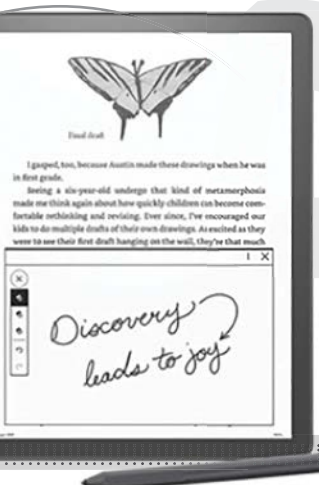 Final draft
I gasped, too, because Austin made these drawings when he was
in first grade.
Seeing a six-year-old undergo that kind of metamorphosis
made me think again about how quickly children can become com-
fortable rethinking and revising. Ever since, I've encouraged our
kids to do multiple drafts of their own drawings. As excited as they
were to see their first draft hanging on the wall, they're that much
Discovery
leads to joy